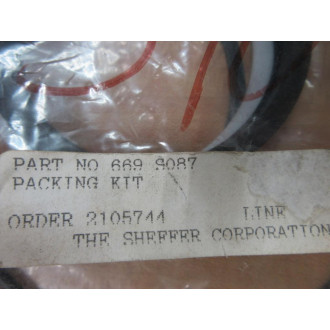 PART NO 669 9087
PACKING KIT
ORDER 2105744 LINE
THE SHEFFER CORPORATION